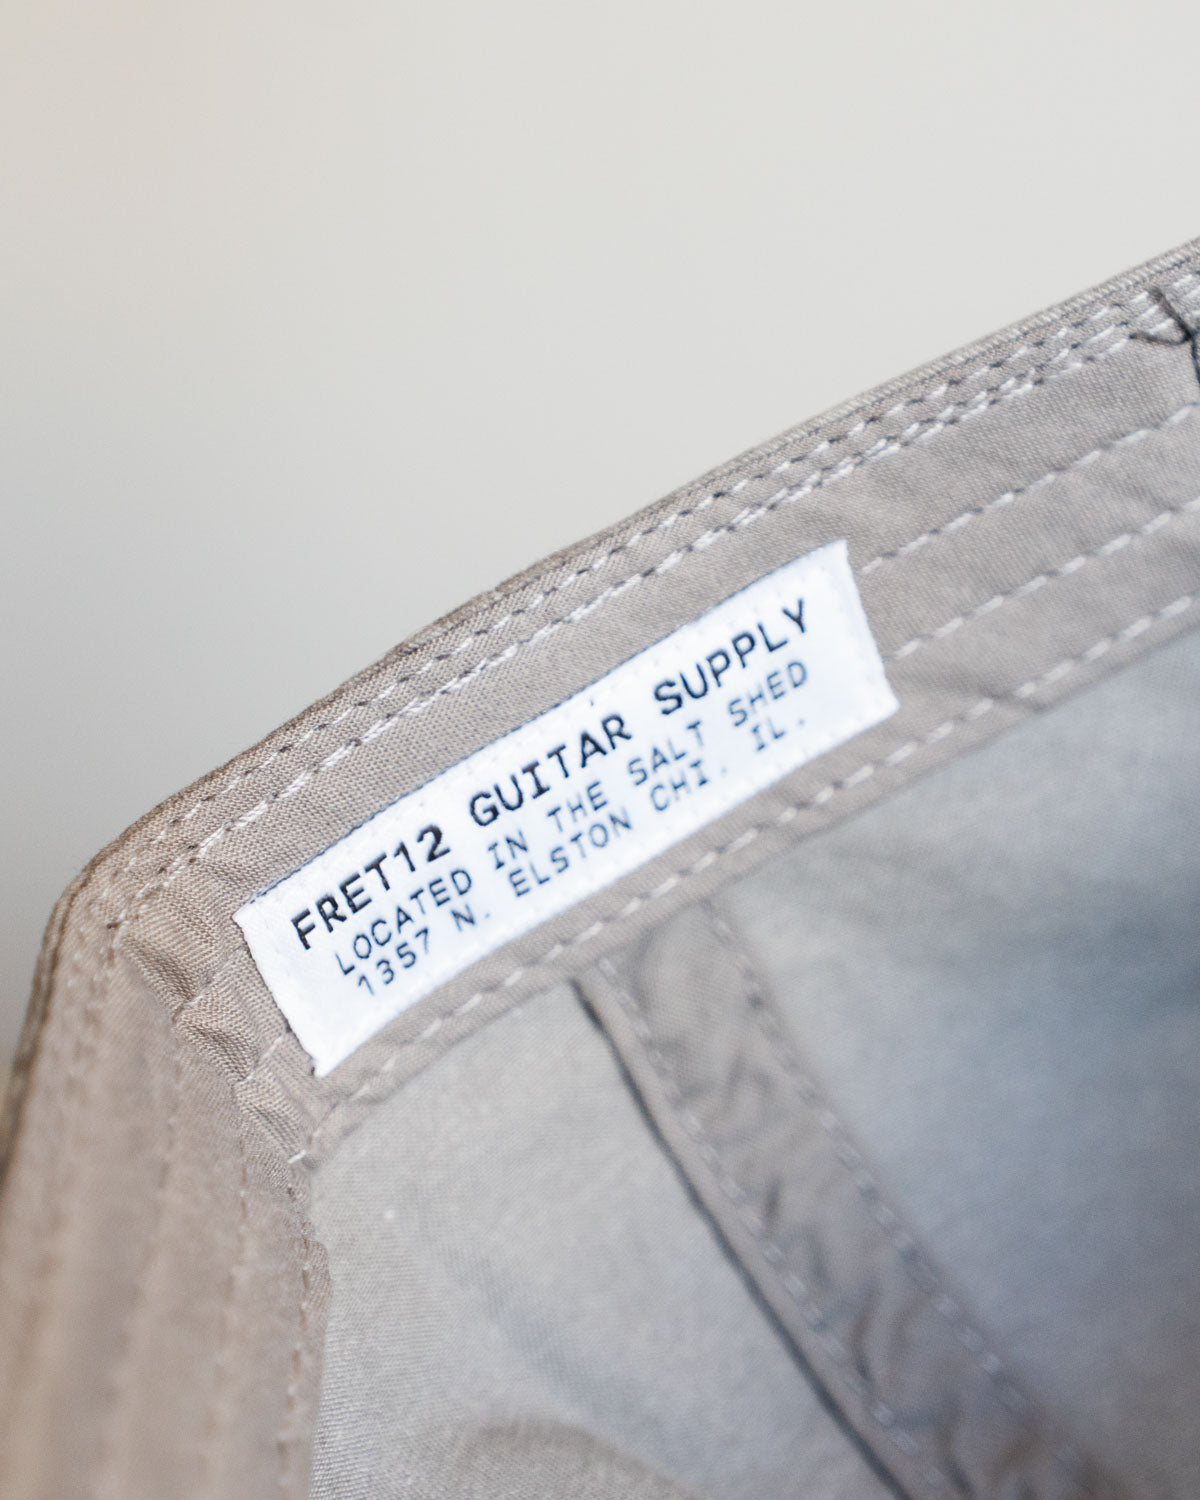 FRET12 GUITAR SUPPLY
LOCATED IN THE SALT SHED
1357 N. ELSTON CHI. IL.